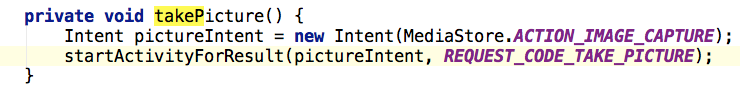 private void takePicture() {
    Intent pictureIntent = new Intent(MediaStore.ACTION_IMAGE_CAPTURE);
    startActivityForResult(pictureIntent, REQUEST_CODE_TAKE_PICTURE);
}